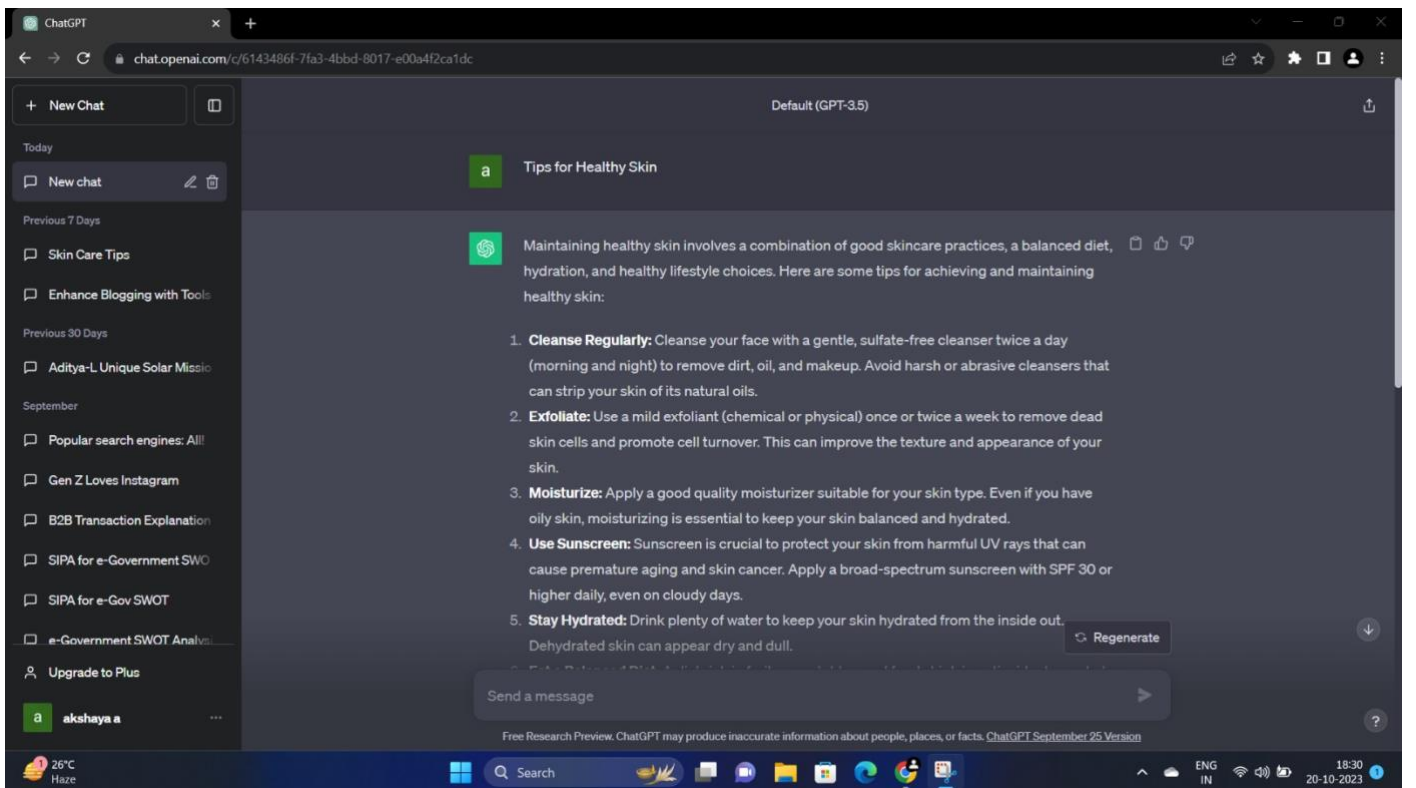 ChatGPT
chat.openai.com/c/6143486f-7fa3-4bbd-8017-e00a4f2ca1dc
New Chat
Default (GPT-3.5)
Today
New chat
Previous 7 Days
Skin Care Tips
Enhance Blogging with Tools
Previous 30 Days
Aditya-L Unique Solar Missio
September
Popular search engines: All!
Gen Z Loves Instagram
B2B Transaction Explanation
SIPA for e-Government SWO
SIPA for e-Gov SWOT
e-Government SWOT Analysi
Upgrade to Plus
a
akshaya a
a
Tips for Healthy Skin
Maintaining healthy skin involves a combination of good skincare practices, a balanced diet,
hydration, and healthy lifestyle choices. Here are some tips for achieving and maintaining
healthy skin:
1. Cleanse Regularly: Cleanse your face with a gentle, sulfate-free cleanser twice a day
(morning and night) to remove dirt, oil, and makeup. Avoid harsh or abrasive cleansers that
can strip your skin of its natural oils.
2. Exfoliate: Use a mild exfoliant (chemical or physical) once or twice a week to remove dead
skin cells and promote cell turnover. This can improve the texture and appearance of your
skin.
3. Moisturize: Apply a good quality moisturizer suitable for your skin type. Even if you have
oily skin, moisturizing is essential to keep your skin balanced and hydrated.
4. Use Sunscreen: Sunscreen is crucial to protect your skin from harmful UV rays that can
cause premature aging and skin cancer. Apply a broad-spectrum sunscreen with SPF 30 or
higher daily, even on cloudy days.
5. Stay Hydrated: Drink plenty of water to keep your skin hydrated from the inside out.
Dehydrated skin can appear dry and dull.
Regenerate
Send a message
Free Research Preview. ChatGPT may produce inaccurate information about people, places, or facts. ChatGPT September 25 Version
?
1
26°C
Haze
Search
ENG
IN
18:30
20-10-2023
1